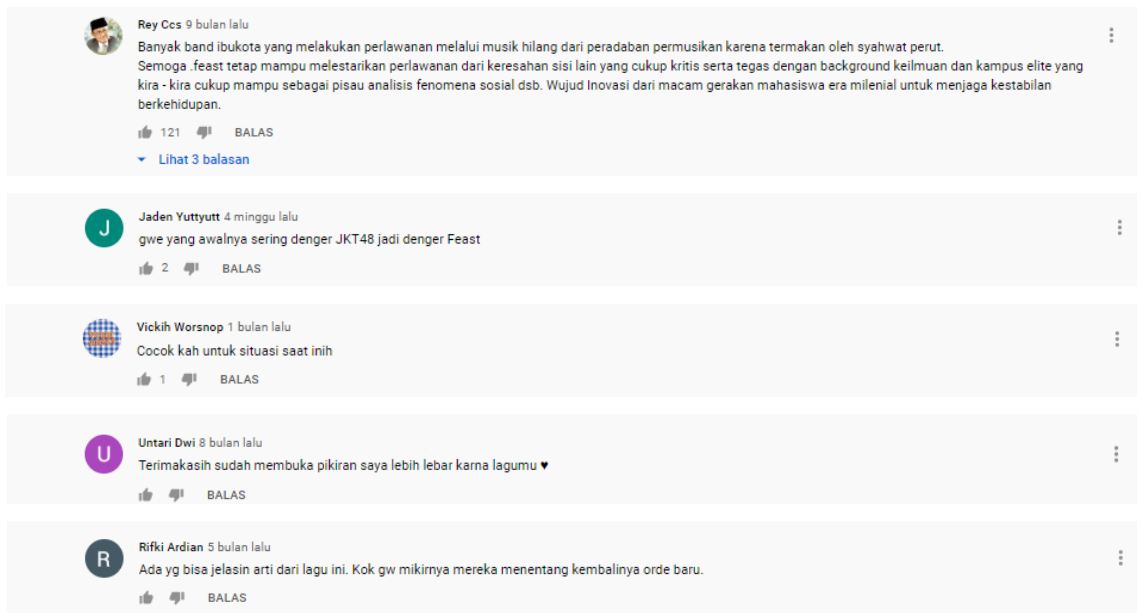 Rey Ccs 9 bulan lalu
Banyak band ibukota yang melakukan perlawanan melalui musik hilang dari peradaban permusikan karena termakan oleh syahwat perut.
Semoga .feast tetap mampu melestarikan perlawanan dari keresahan sisi lain yang cukup kritis serta tegas dengan background keilmuan dan kampus elite yang
kira - kira cukup mampu sebagai pisau analisis fenomena sosial dsb. Wujud Inovasi dari macam gerakan mahasiswa era milenial untuk menjaga kestabilan
berkehidupan.
121 BALAS
Lihat 3 balasan
J
Jaden Yuttyutt 4 minggu lalu
gwe yang awalnya sering denger JKT48 jadi denger Feast
2 BALAS
Vickih Worsnop 1 bulan lalu
Cocok kah untuk situasi saat inih
1 BALAS
U
Untari Dwi 8 bulan lalu
Terimakasih sudah membuka pikiran saya lebih lebar karna lagumu ♥
BALAS
R
Rifki Ardian 5 bulan lalu
Ada yg bisa jelasin arti dari lagu ini. Kok gw mikirnya mereka menentang kembalinya orde baru.
BALAS